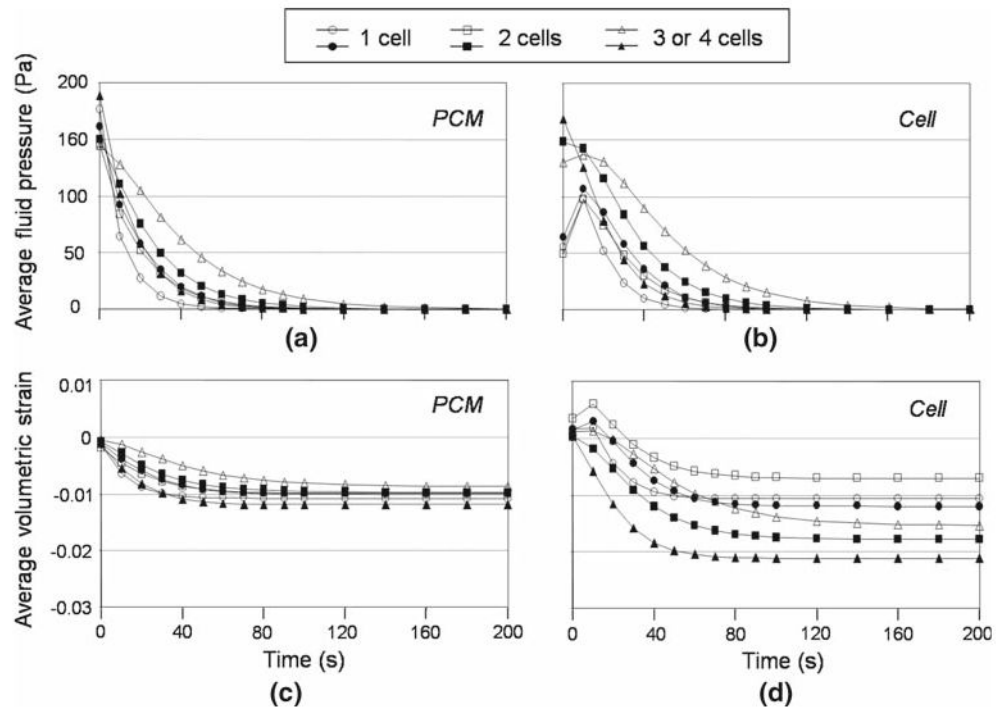 1 cell 2 cells 3 or 4 cells
Average fluid pressure (Pa)
200
160
100
50
0
PCM
(a)
Cell
(b)
Average volumetric strain
0.01
0
-0.01
-0.02
-0.03
PCM
0 40 80 120 160 200
Time (s)
(c)
Cell
0 40 80 120 160 200
Time (s)
(d)